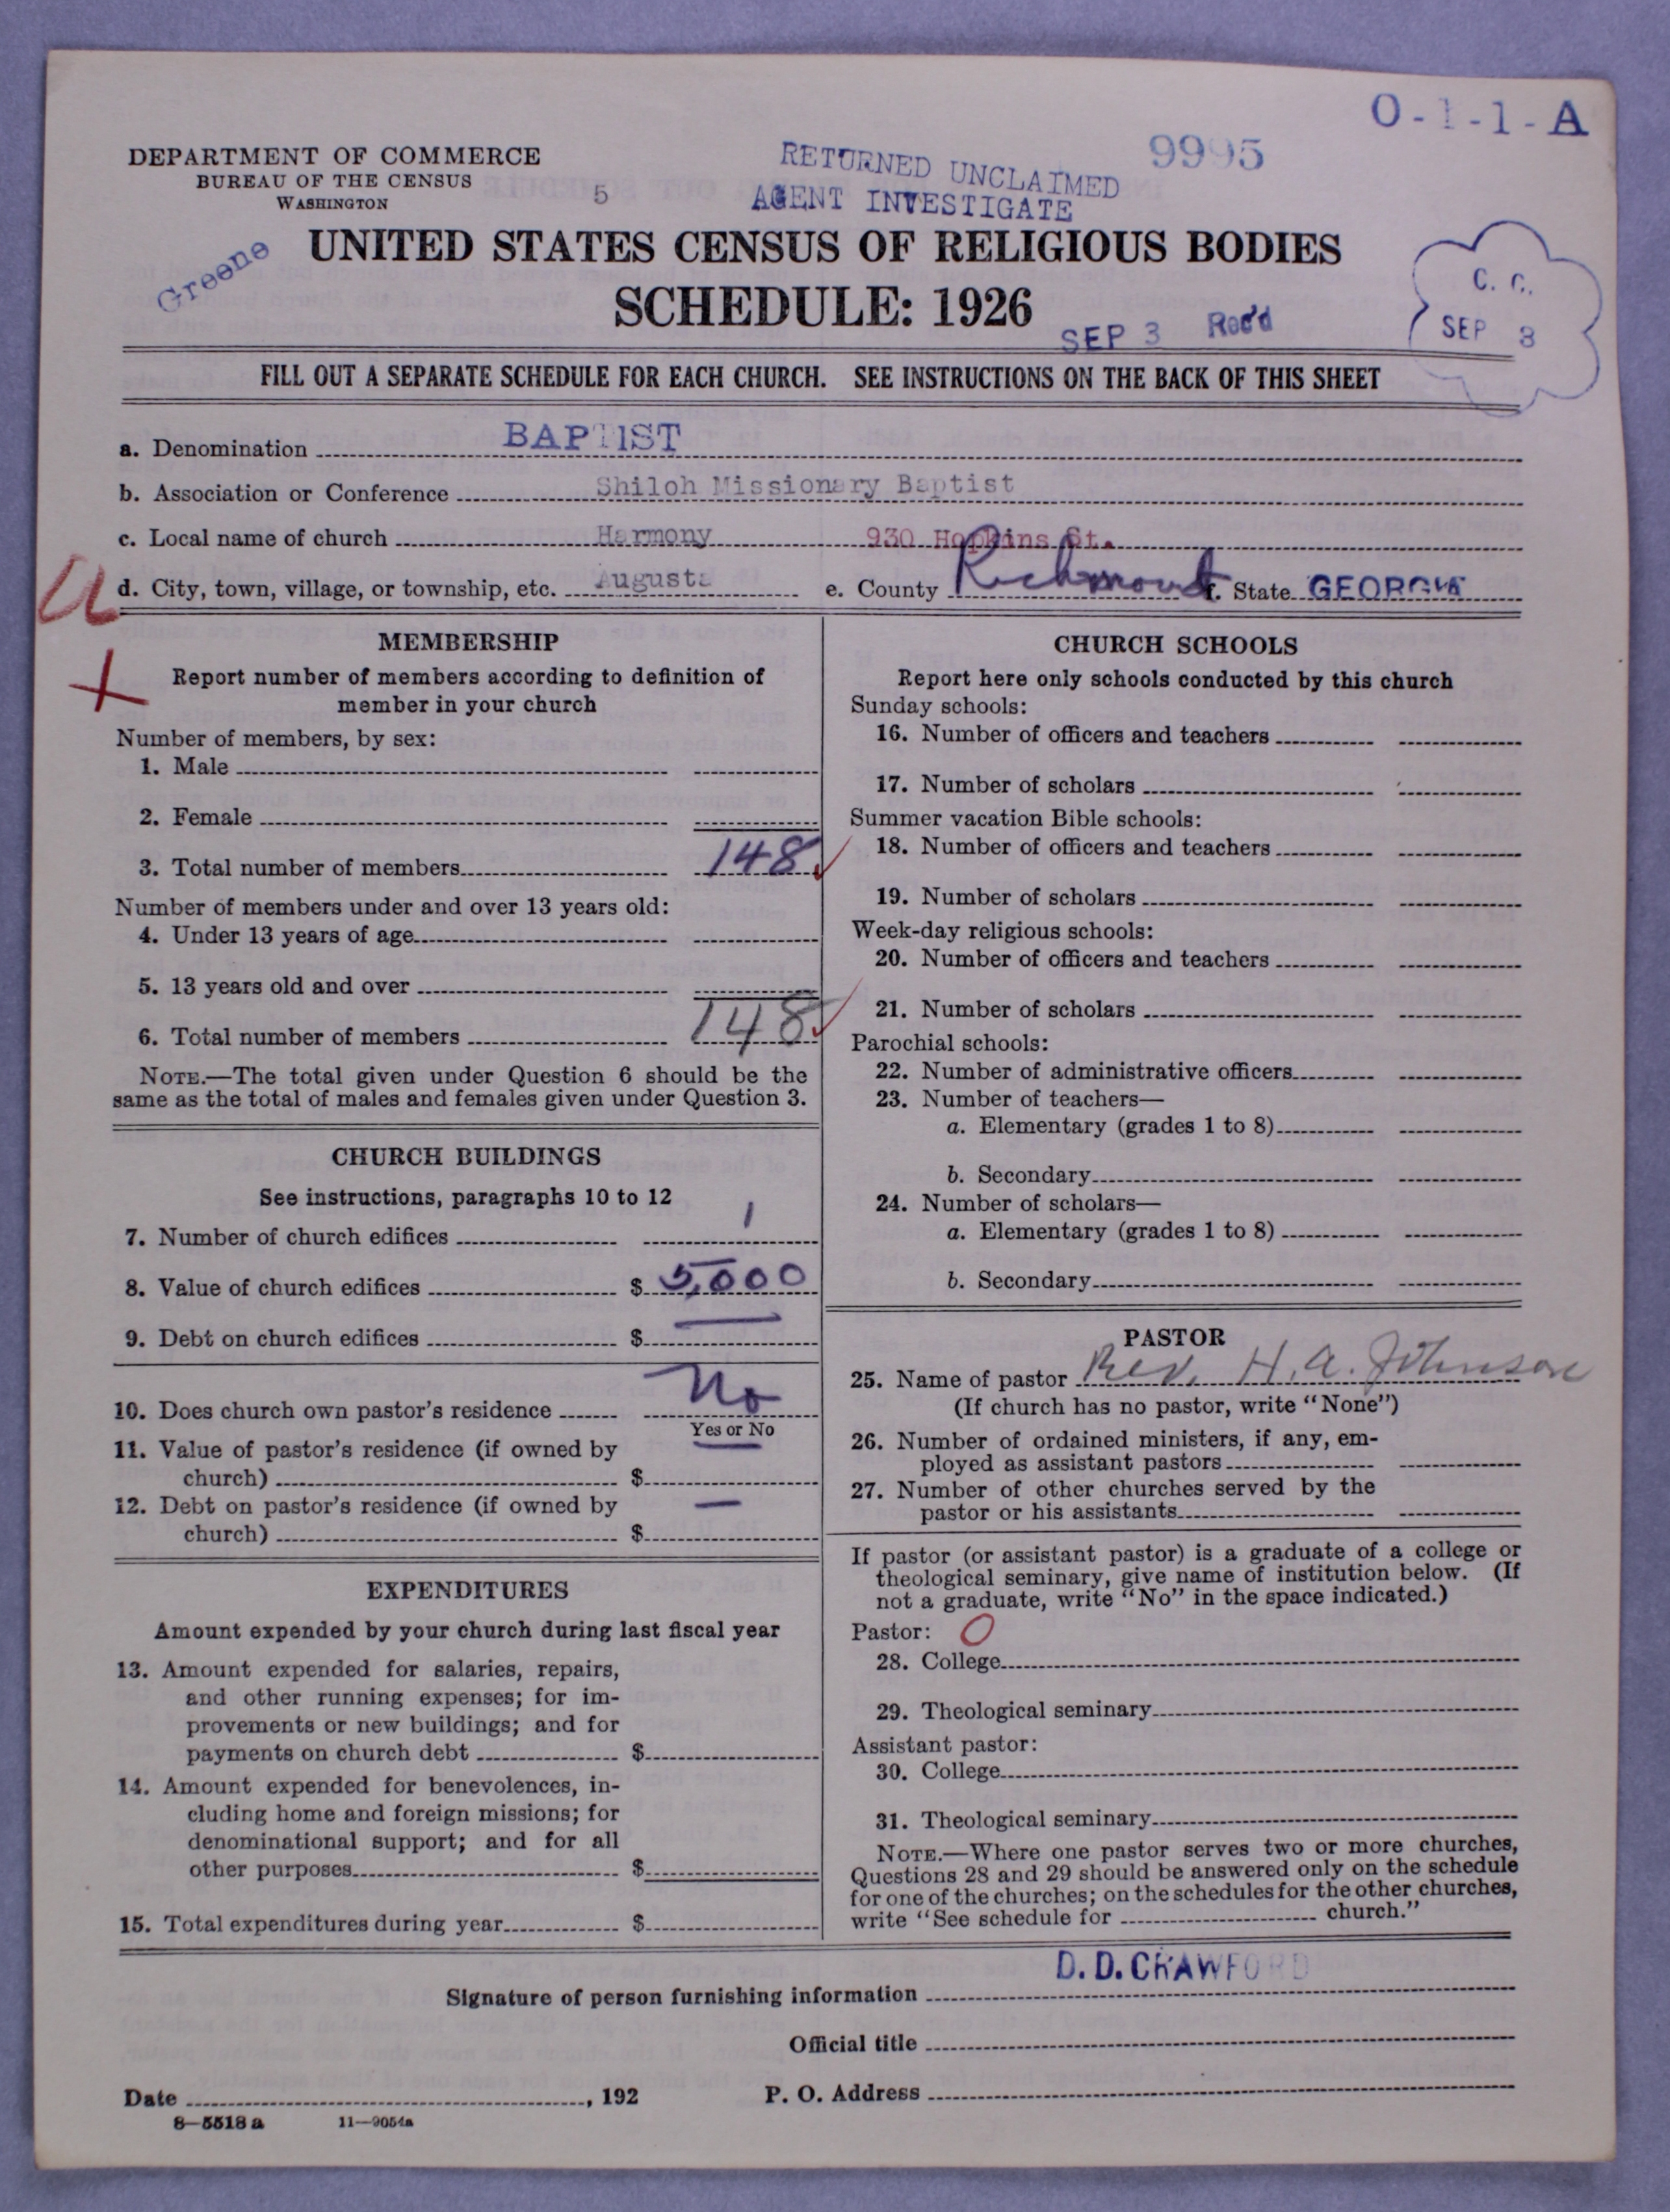 O-1-1-A
DEPARTMENT OF COMMERCE
BUREAU OF THE CENSUS
WASHINGTON
5
RETURNED UNCLAIMED
AGENT INVESTIGATE
9995
Greene
UNITED STATES CENSUS OF RELIGIOUS BODIES
SCHEDULE: 1926
SEP 3 Rec'd
C. C.
SEP 3
FILL OUT A SEPARATE SCHEDULE FOR EACH CHURCH. SEE INSTRUCTIONS ON THE BACK OF THIS SHEET
a. Denomination BAPTIST
b. Association or Conference Shiloh Missionary Baptist
c. Local name of church Harmony 930 Hopkins St.
a
d. City, town, village, or township, etc. Augusta e. County Richmond f. State GEORGIA
MEMBERSHIP
Report number of members according to definition of
member in your church
Number of members, by sex:
1. Male
2. Female
3. Total number of members 148
Number of members under and over 13 years old:
4. Under 13 years of age
5. 13 years old and over
6. Total number of members 148
NOTE.—The total given under Question 6 should be the
same as the total of males and females given under Question 3.
CHURCH BUILDINGS
See instructions, paragraphs 10 to 12
7. Number of church edifices 1
8. Value of church edifices $ 5,000
9. Debt on church edifices $ —
10. Does church own pastor's residence No
Yes or No
11. Value of pastor's residence (if owned by
church) $ —
12. Debt on pastor's residence (if owned by
church) $ —
EXPENDITURES
Amount expended by your church during last fiscal year
13. Amount expended for salaries, repairs,
and other running expenses; for im-
provements or new buildings; and for
payments on church debt $
14. Amount expended for benevolences, in-
cluding home and foreign missions; for
denominational support; and for all
other purposes $
15. Total expenditures during year $
CHURCH SCHOOLS
Report here only schools conducted by this church
Sunday schools:
16. Number of officers and teachers
17. Number of scholars
Summer vacation Bible schools:
18. Number of officers and teachers
19. Number of scholars
Week-day religious schools:
20. Number of officers and teachers
21. Number of scholars
Parochial schools:
22. Number of administrative officers
23. Number of teachers—
a. Elementary (grades 1 to 8)
b. Secondary
24. Number of scholars—
a. Elementary (grades 1 to 8)
b. Secondary
PASTOR
25. Name of pastor Rev. H. A. Johnson
(If church has no pastor, write "None")
26. Number of ordained ministers, if any, em-
ployed as assistant pastors
27. Number of other churches served by the
pastor or his assistants
If pastor (or assistant pastor) is a graduate of a college or
theological seminary, give name of institution below. (If
not a graduate, write "No" in the space indicated.)
Pastor: O
28. College
29. Theological seminary
Assistant pastor:
30. College
31. Theological seminary
NOTE.—Where one pastor serves two or more churches,
Questions 28 and 29 should be answered only on the schedule
for one of the churches; on the schedules for the other churches,
write "See schedule for church."
D. D. CRAWFORD
Signature of person furnishing information
Official title
Date , 192 P. O. Address
8—5518 a 11—9054a